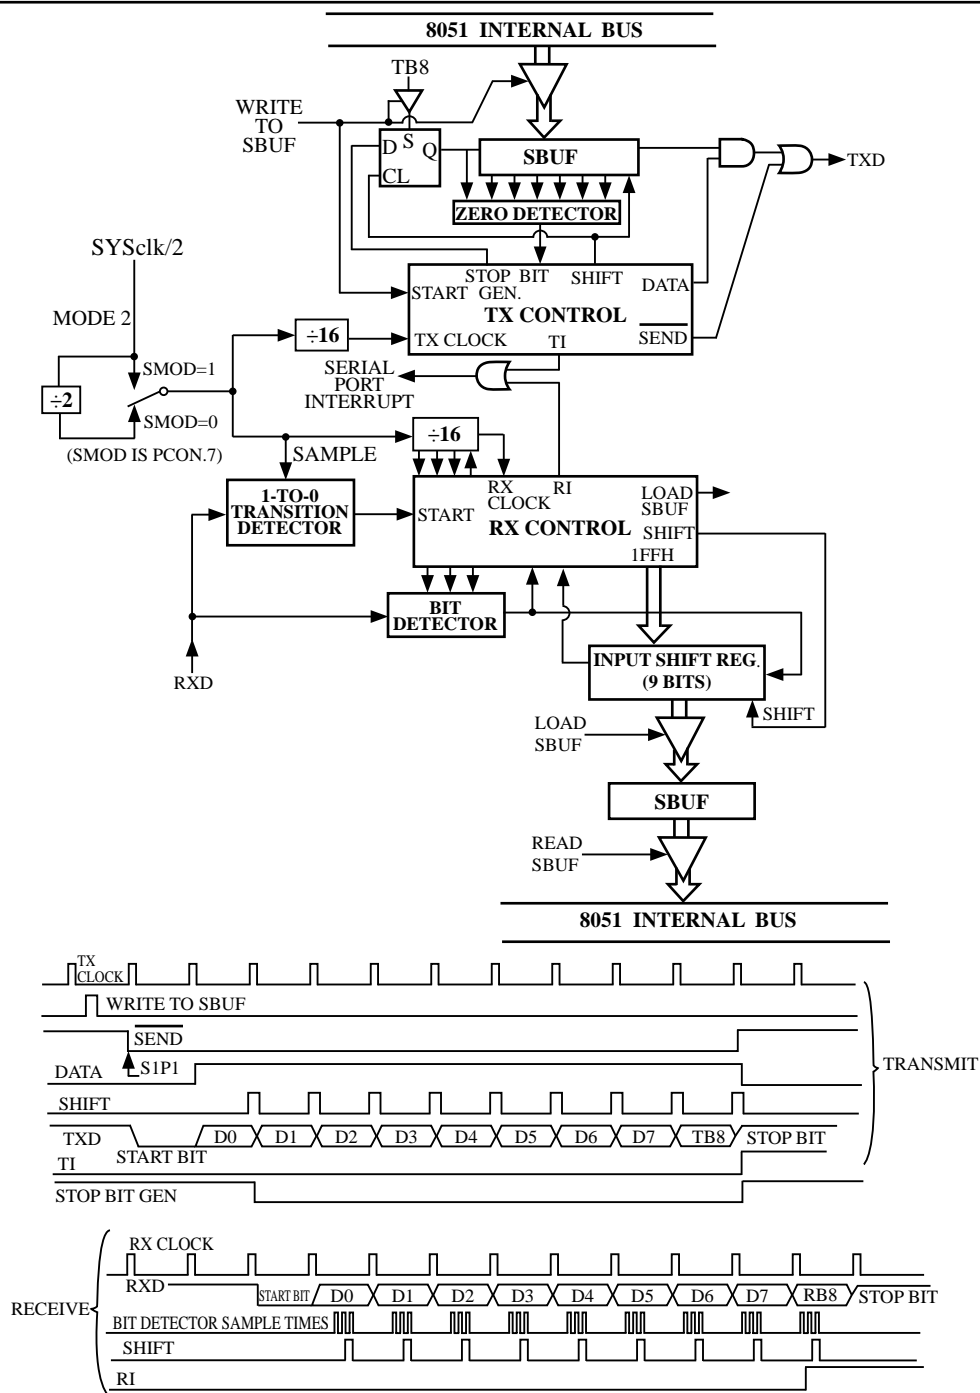 8051 INTERNAL BUS
TB8
WRITE
TO
SBUF
D S Q
CL
SBUF
TXD
ZERO DETECTOR
SYSclk/2
STOP BIT SHIFT
GEN.
START
DATA
TX CONTROL
MODE 2
÷16
TX CLOCK TI SEND
SMOD=1
SERIAL
PORT
INTERRUPT
÷2
SMOD=0
(SMOD IS PCON.7)
SAMPLE
÷16
1-TO-0
TRANSITION
DETECTOR
RX
CLOCK
RI
LOAD
SBUF
START
RX CONTROL
SHIFT
1FFH
BIT
DETECTOR
RXD
INPUT SHIFT REG.
(9 BITS)
SHIFT
LOAD
SBUF
SBUF
READ
SBUF
8051 INTERNAL BUS
TX
CLOCK
WRITE TO SBUF
SEND
S1P1
DATA
TRANSMIT
SHIFT
TXD D0 D1 D2 D3 D4 D5 D6 D7 TB8 STOP BIT
START BIT
TI
STOP BIT GEN
RX CLOCK
RXD
START BIT D0 D1 D2 D3 D4 D5 D6 D7 RB8 STOP BIT
RECEIVE
BIT DETECTOR SAMPLE TIMES
SHIFT
RI